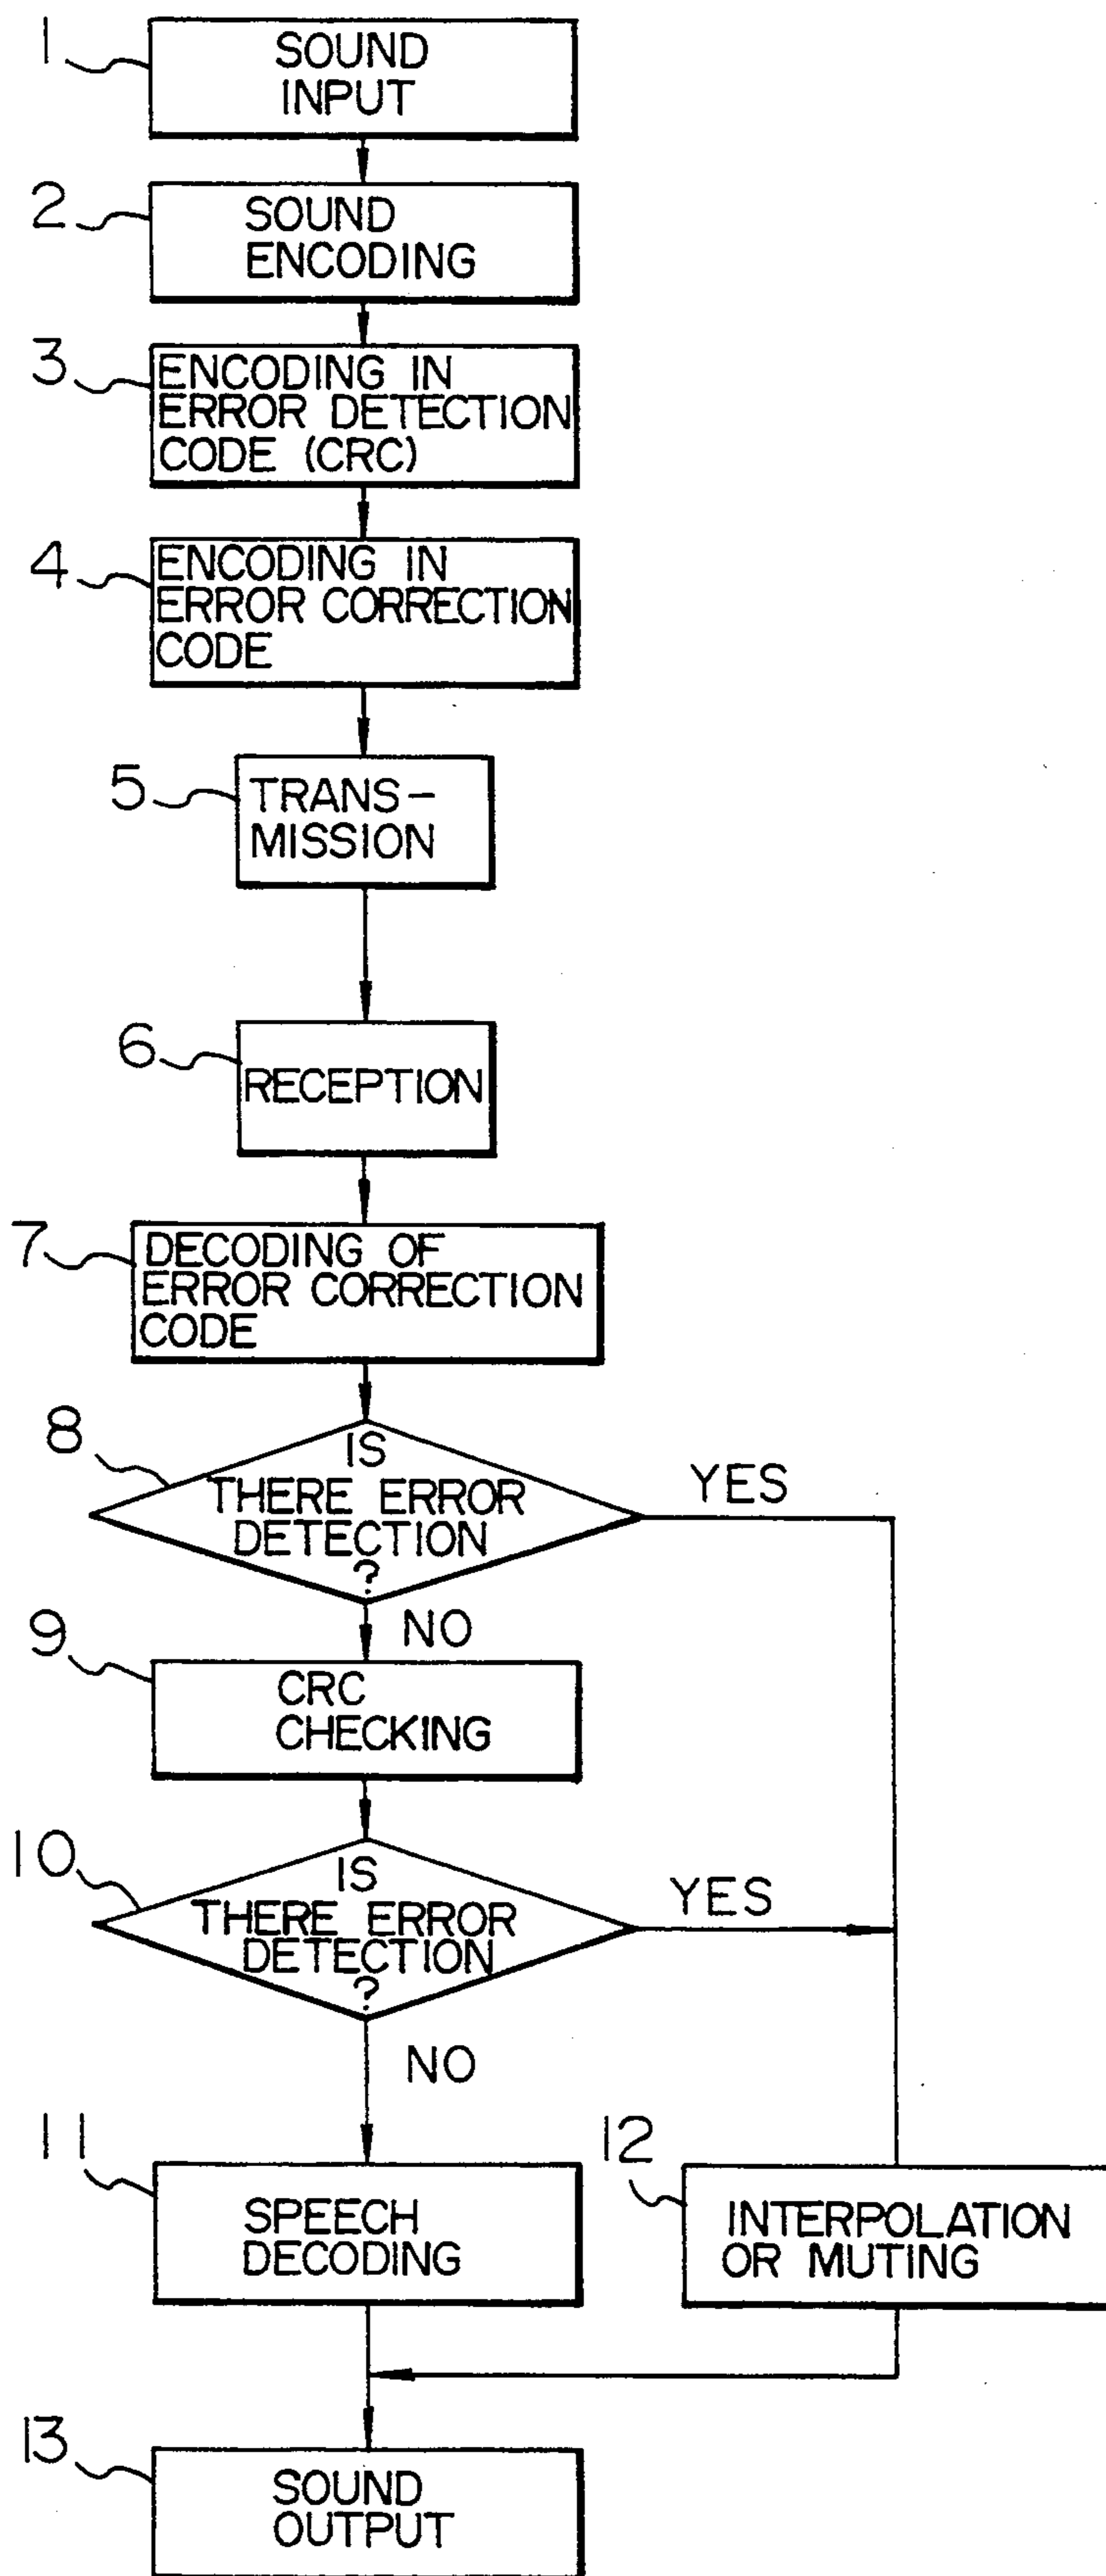 1
SOUND
INPUT
2
SOUND
ENCODING
3
ENCODING IN
ERROR DETECTION
CODE (CRC)
4
ENCODING IN
ERROR CORRECTION
CODE
5
TRANS-
MISSION
6
RECEPTION
7
DECODING OF
ERROR CORRECTION
CODE
8
IS
THERE ERROR
DETECTION
?
YES
NO
9
CRC
CHECKING
10
IS
THERE ERROR
DETECTION
?
YES
NO
11
SPEECH
DECODING
12
INTERPOLATION
OR MUTING
13
SOUND
OUTPUT